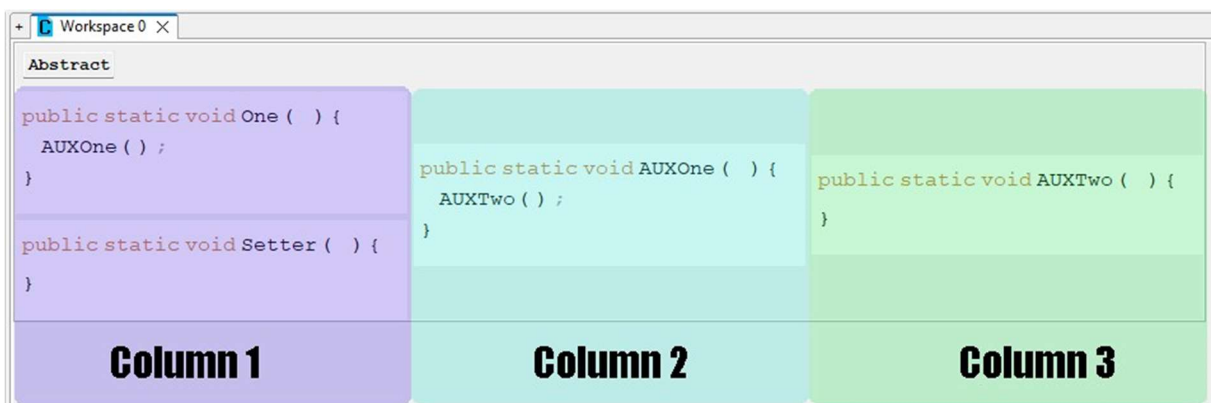 + C Workspace 0 ×
Abstract
public static void One ( ) {
AUXOne ( ) ;
}
public static void Setter ( ) {
}
public static void AUXOne ( ) {
AUXTwo ( ) ;
}
public static void AUXTwo ( ) {
}
Column 1
Column 2
Column 3